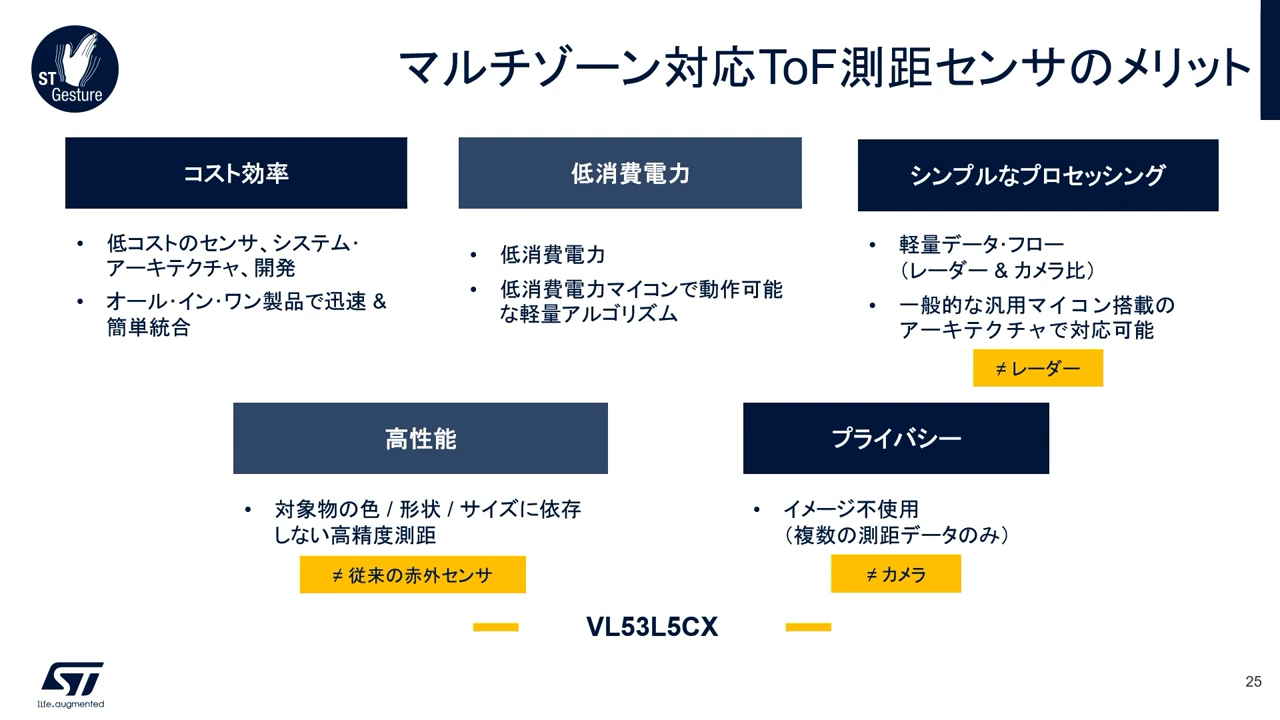 ST
Gesture
マルチゾーン対応ToF測距センサのメリット
コスト効率
• 低コストのセンサ、システム・
アーキテクチャ、開発
• オール・イン・ワン製品で迅速 &
簡単統合
低消費電力
• 低消費電力
• 低消費電力マイコンで動作可能
な軽量アルゴリズム
シンプルなプロセッシング
• 軽量データ・フロー
（レーダー & カメラ比）
• 一般的な汎用マイコン搭載の
アーキテクチャで対応可能
≠ レーダー
高性能
• 対象物の色 / 形状 / サイズに依存
しない高精度測距
≠ 従来の赤外センサ
プライバシー
• イメージ不使用
（複数の測距データのみ）
≠ カメラ
VL53L5CX
ST
life.augmented
25